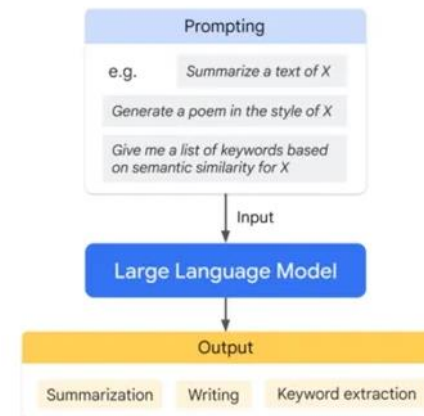 Prompting
e.g. Summarize a text of X
Generate a poem in the style of X
Give me a list of keywords based
on semantic similarity for X
Input
Large Language Model
Output
Summarization Writing Keyword extraction